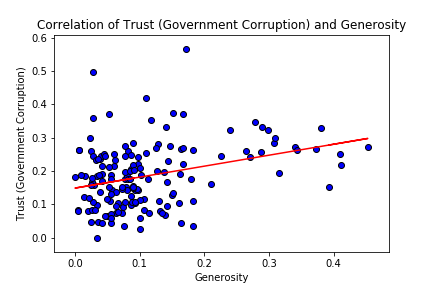 Correlation of Trust (Government Corruption) and Generosity
Trust (Government Corruption)
0.6
0.5
0.4
0.3
0.2
0.1
0.0
0.0 0.1 0.2 0.3 0.4
Generosity